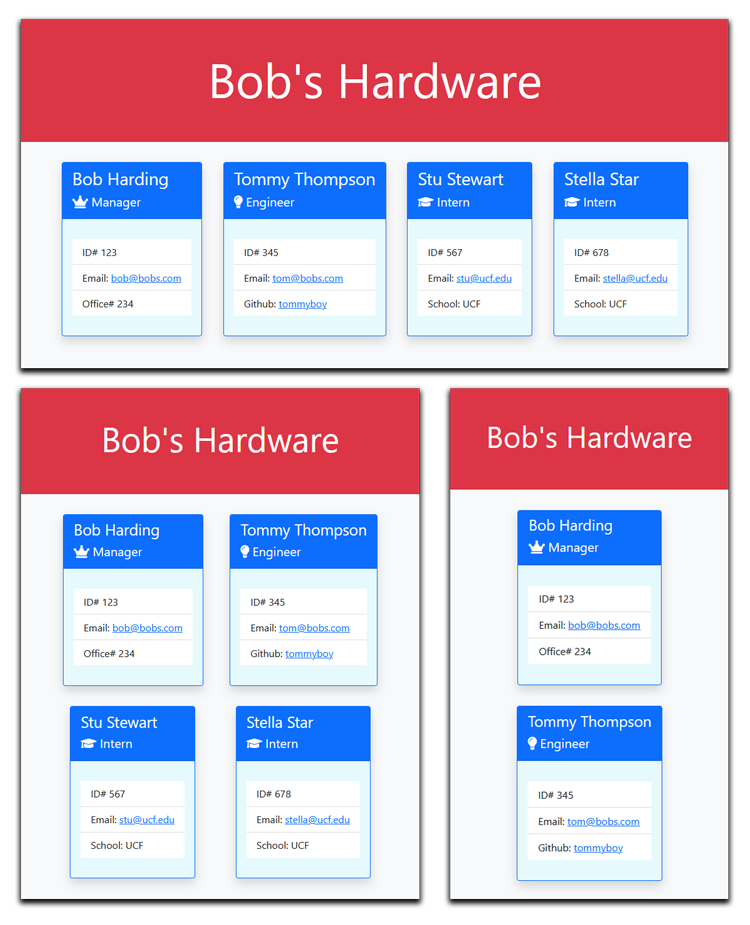 Bob's Hardware
Bob Harding
Manager
ID# 123
Email: bob@bobs.com
Office# 234
Tommy Thompson
Engineer
ID# 345
Email: tom@bobs.com
Github: tommyboy
Stu Stewart
Intern
ID# 567
Email: stu@ucf.edu
School: UCF
Stella Star
Intern
ID# 678
Email: stella@ucf.edu
School: UCF
Bob's Hardware
Bob Harding
Manager
ID# 123
Email: bob@bobs.com
Office# 234
Tommy Thompson
Engineer
ID# 345
Email: tom@bobs.com
Github: tommyboy
Stu Stewart
Intern
ID# 567
Email: stu@ucf.edu
School: UCF
Stella Star
Intern
ID# 678
Email: stella@ucf.edu
School: UCF
Bob's Hardware
Bob Harding
Manager
ID# 123
Email: bob@bobs.com
Office# 234
Tommy Thompson
Engineer
ID# 345
Email: tom@bobs.com
Github: tommyboy